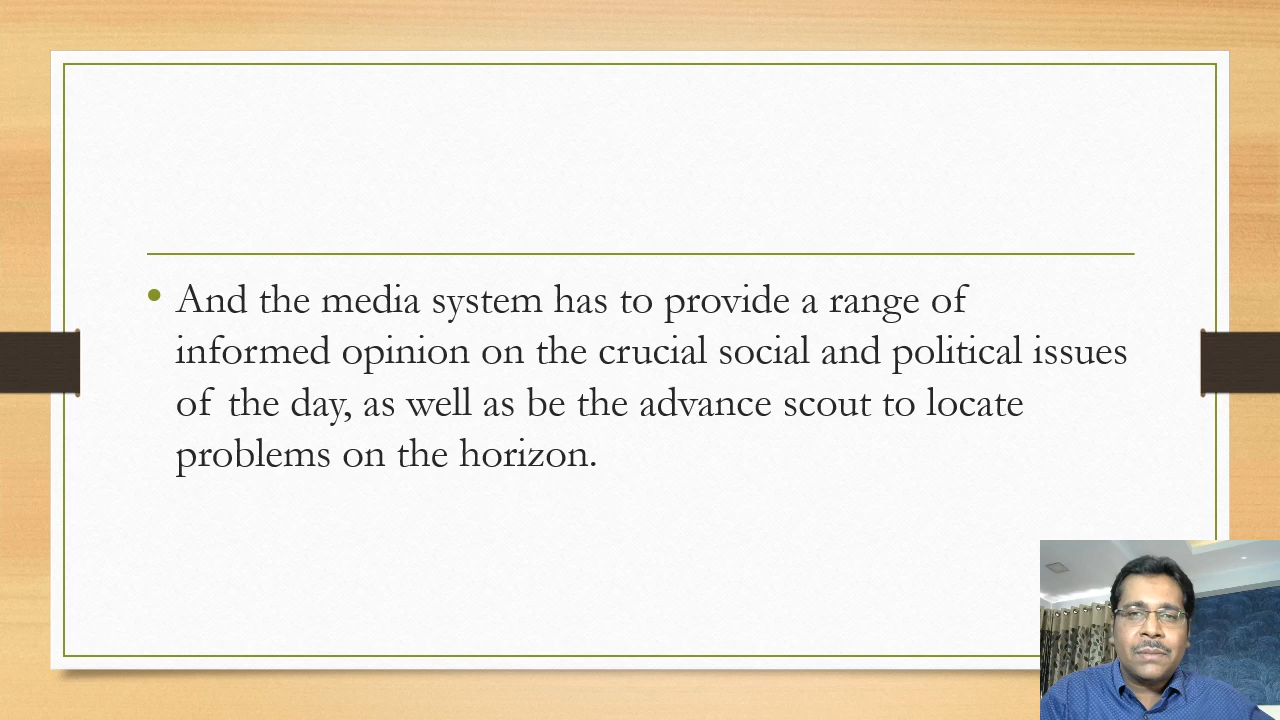 And the media system has to provide a range of
informed opinion on the crucial social and political issues
of the day, as well as be the advance scout to locate
problems on the horizon.